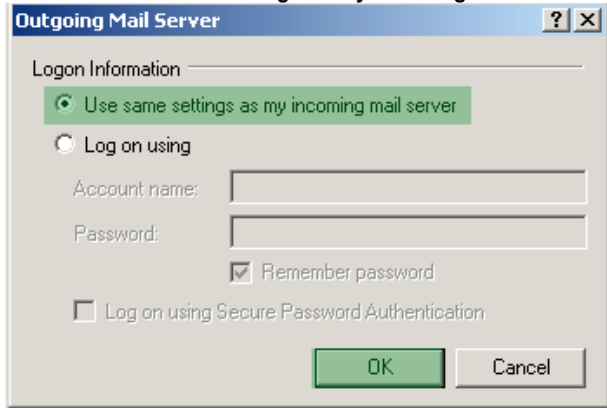 Outgoing Mail Server
Logon Information
Use same settings as my incoming mail server
Log on using
Account name:
Password:
Remember password
Log on using Secure Password Authentication
OK Cancel